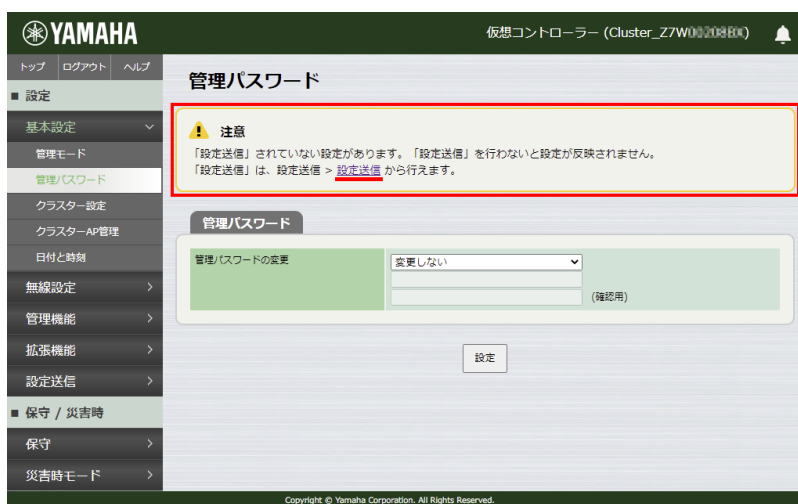 YAMAHA
仮想コントローラー (Cluster_Z7W
トップ ログアウト ヘルプ
■ 設定
基本設定
管理モード
管理パスワード
クラスター設定
クラスターAP管理
日付と時刻
無線設定
管理機能
拡張機能
設定送信
■ 保守 / 災害時
保守
災害時モード
管理パスワード
注意
「設定送信」されていない設定があります。「設定送信」を行わないと設定が反映されません。
「設定送信」は、設定送信 > 設定送信 から行えます。
管理パスワード
管理パスワードの変更
変更しない
(確認用)
設定
Copyright © Yamaha Corporation. All Rights Reserved.